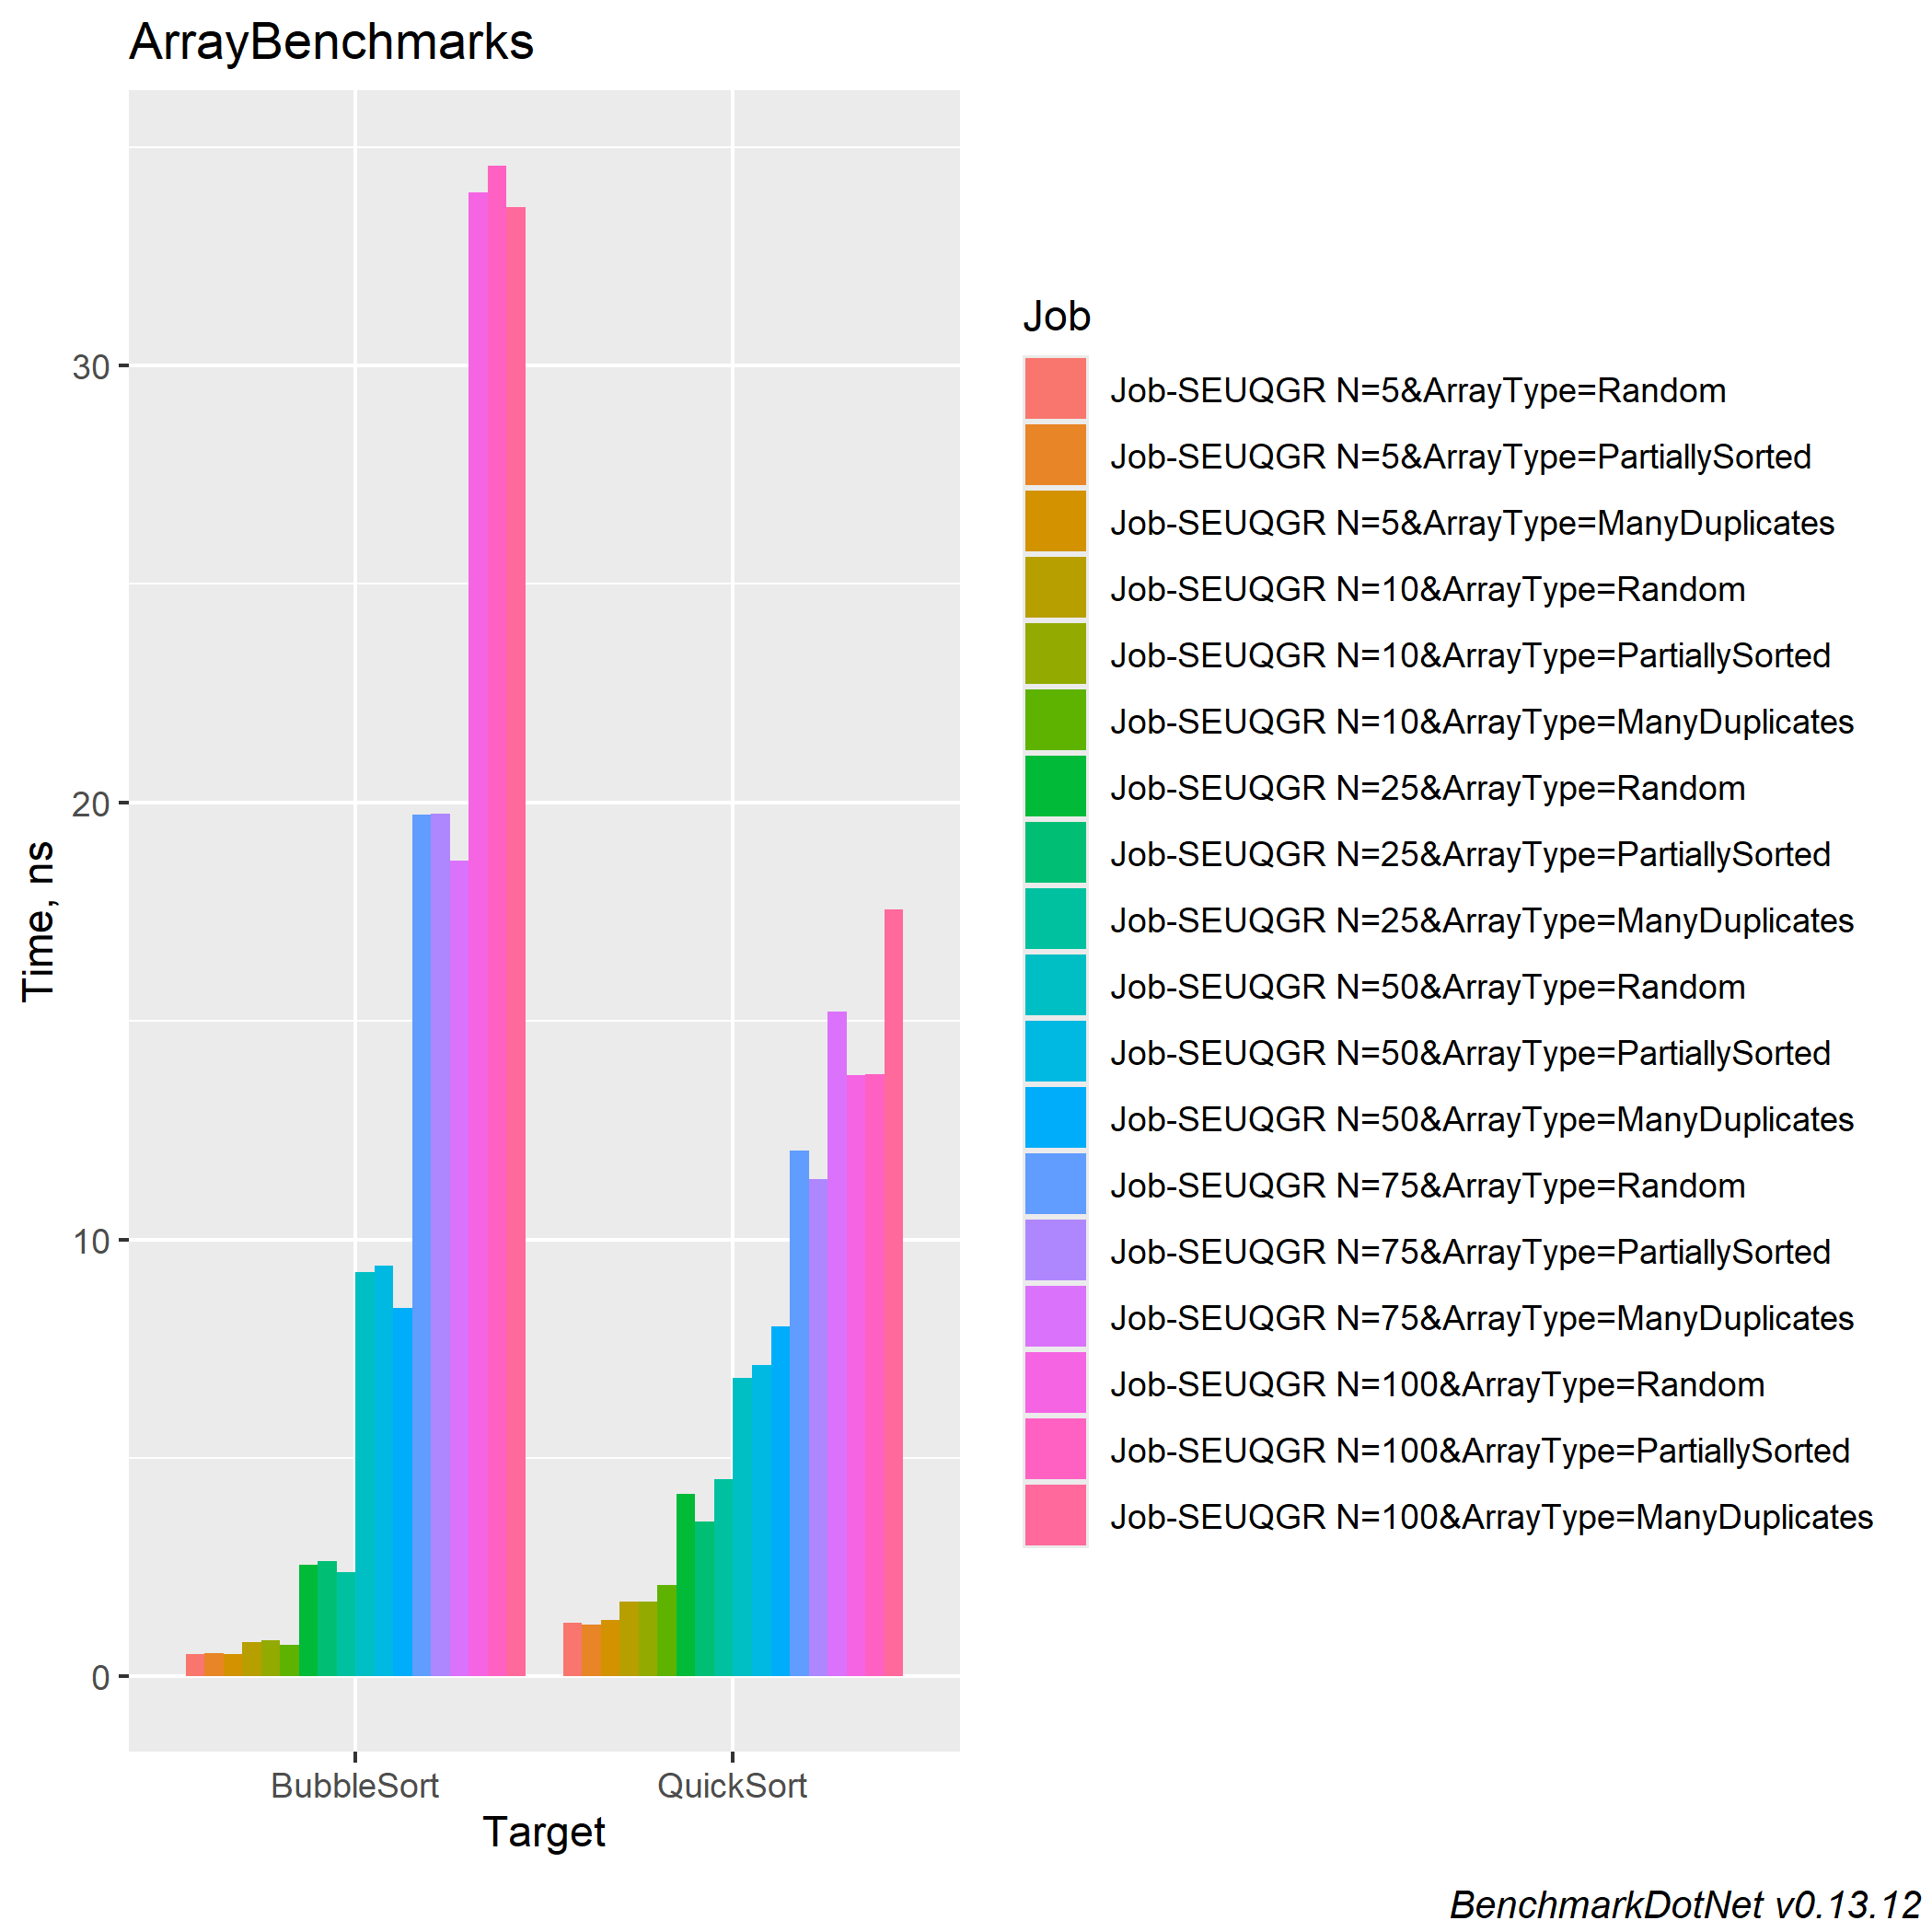 ArrayBenchmarks
30
20
10
0
Time, ns
BubbleSort
QuickSort
Target
Job
Job-SEUQGR N=5&ArrayType=Random
Job-SEUQGR N=5&ArrayType=PartiallySorted
Job-SEUQGR N=5&ArrayType=ManyDuplicates
Job-SEUQGR N=10&ArrayType=Random
Job-SEUQGR N=10&ArrayType=PartiallySorted
Job-SEUQGR N=10&ArrayType=ManyDuplicates
Job-SEUQGR N=25&ArrayType=Random
Job-SEUQGR N=25&ArrayType=PartiallySorted
Job-SEUQGR N=25&ArrayType=ManyDuplicates
Job-SEUQGR N=50&ArrayType=Random
Job-SEUQGR N=50&ArrayType=PartiallySorted
Job-SEUQGR N=50&ArrayType=ManyDuplicates
Job-SEUQGR N=75&ArrayType=Random
Job-SEUQGR N=75&ArrayType=PartiallySorted
Job-SEUQGR N=75&ArrayType=ManyDuplicates
Job-SEUQGR N=100&ArrayType=Random
Job-SEUQGR N=100&ArrayType=PartiallySorted
Job-SEUQGR N=100&ArrayType=ManyDuplicates
BenchmarkDotNet v0.13.12